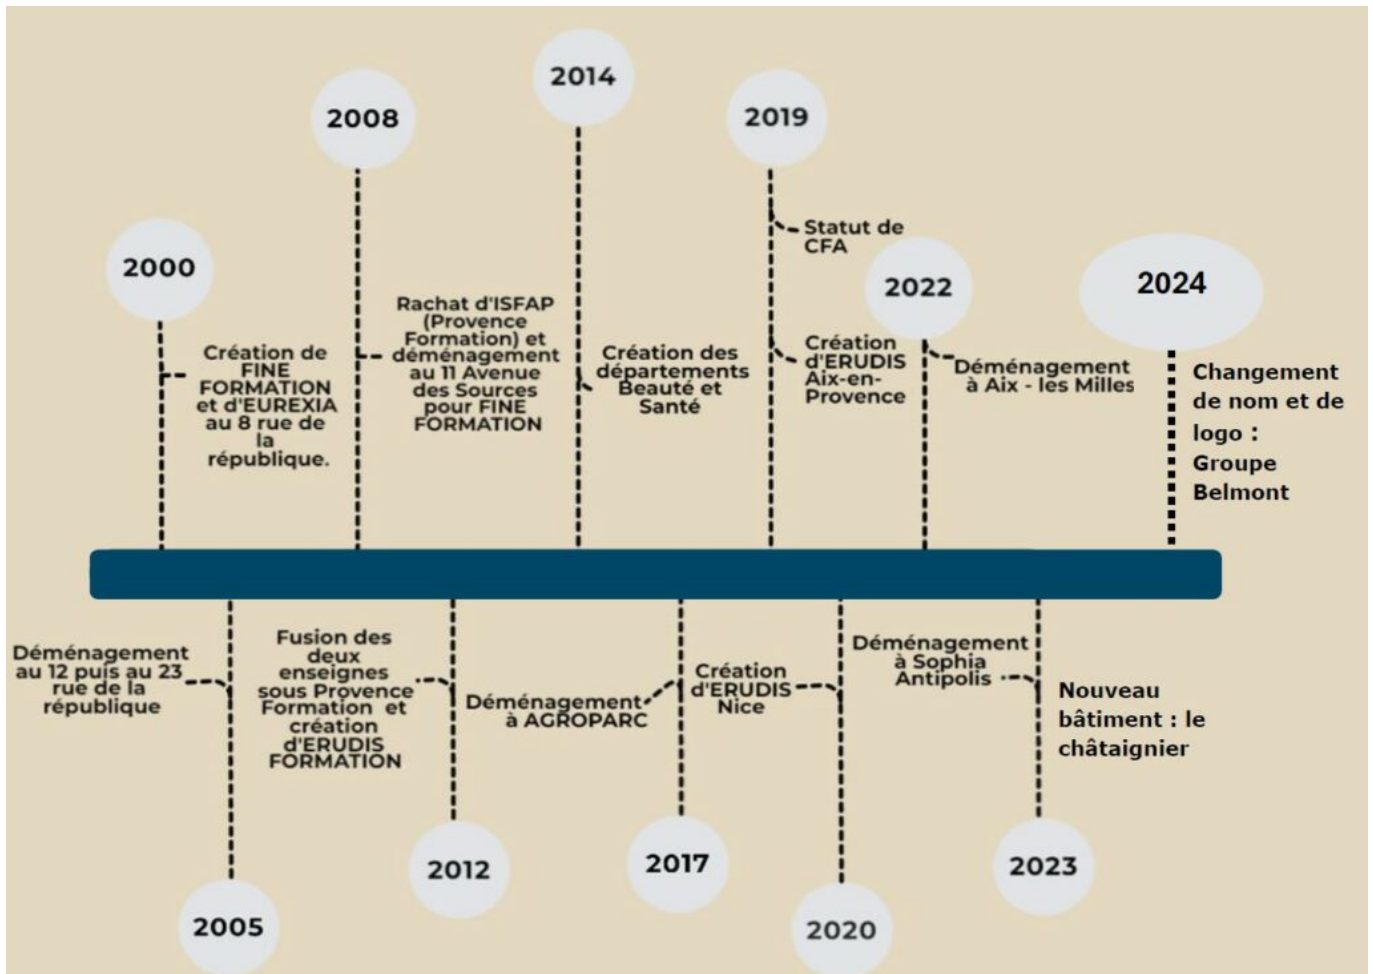 2000
Création de
FINE
FORMATION
et d'EUREXIA
au 8 rue de
la
république.
2008
Rachat d'ISFAP
(Provence
Formation) et
déménagement
au 11 Avenue
des Sources
pour FINE
FORMATION
2014
Création des
départements
Beauté et
Santé
2019
Statut de
CFA
Création
d'ERUDIS
Aix-en-
Provence
2022
Déménagement
à Aix - les Milles
2024
Changement
de nom et de
logo :
Groupe
Belmont
Déménagement
au 12 puis au 23
rue de la
république
2005
Fusion des
deux
enseignes
sous Provence
Formation et
création
d'ERUDIS
FORMATION
2012
Déménagement
à AGROPARC
2017
Création
d'ERUDIS
Nice
2020
Déménagement
à Sophia
Antipolis
Nouveau
bâtiment : le
châtaignier
2023